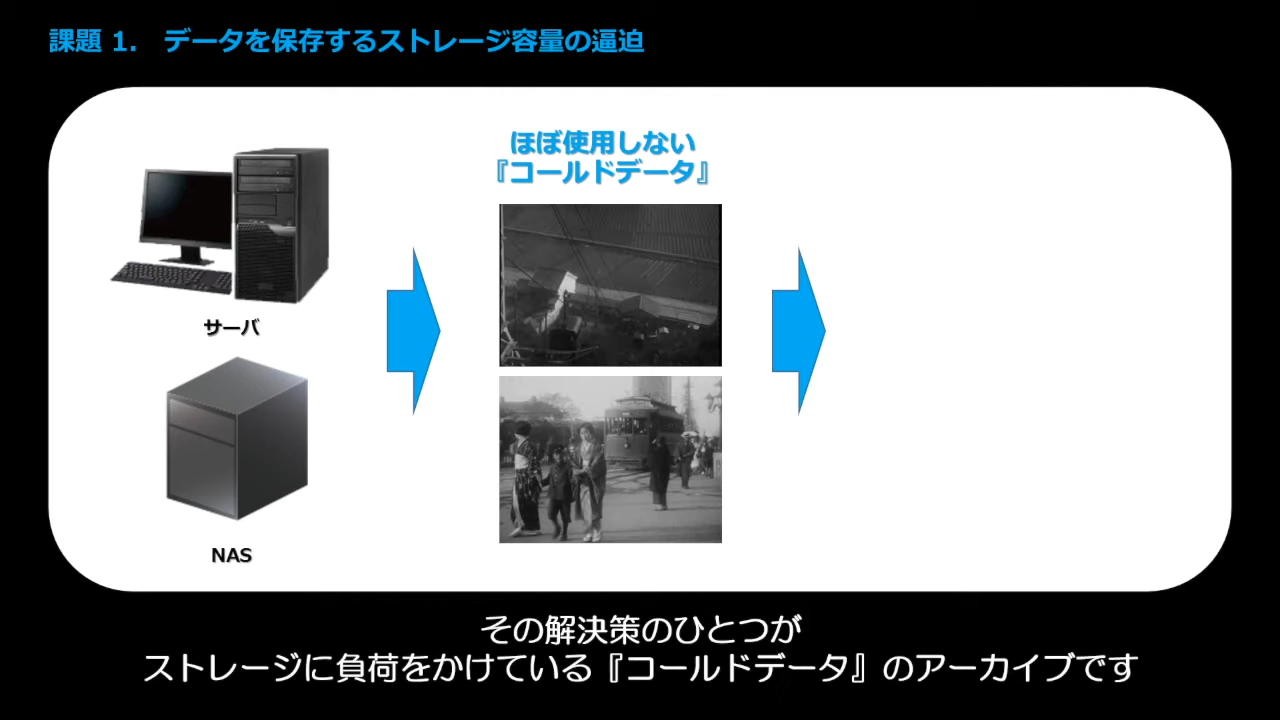 課題 1.　データを保存するストレージ容量の逼迫
ほぼ使用しない
『コールドデータ』
サーバ
NAS
その解決策のひとつが
ストレージに負荷をかけている『コールドデータ』のアーカイブです